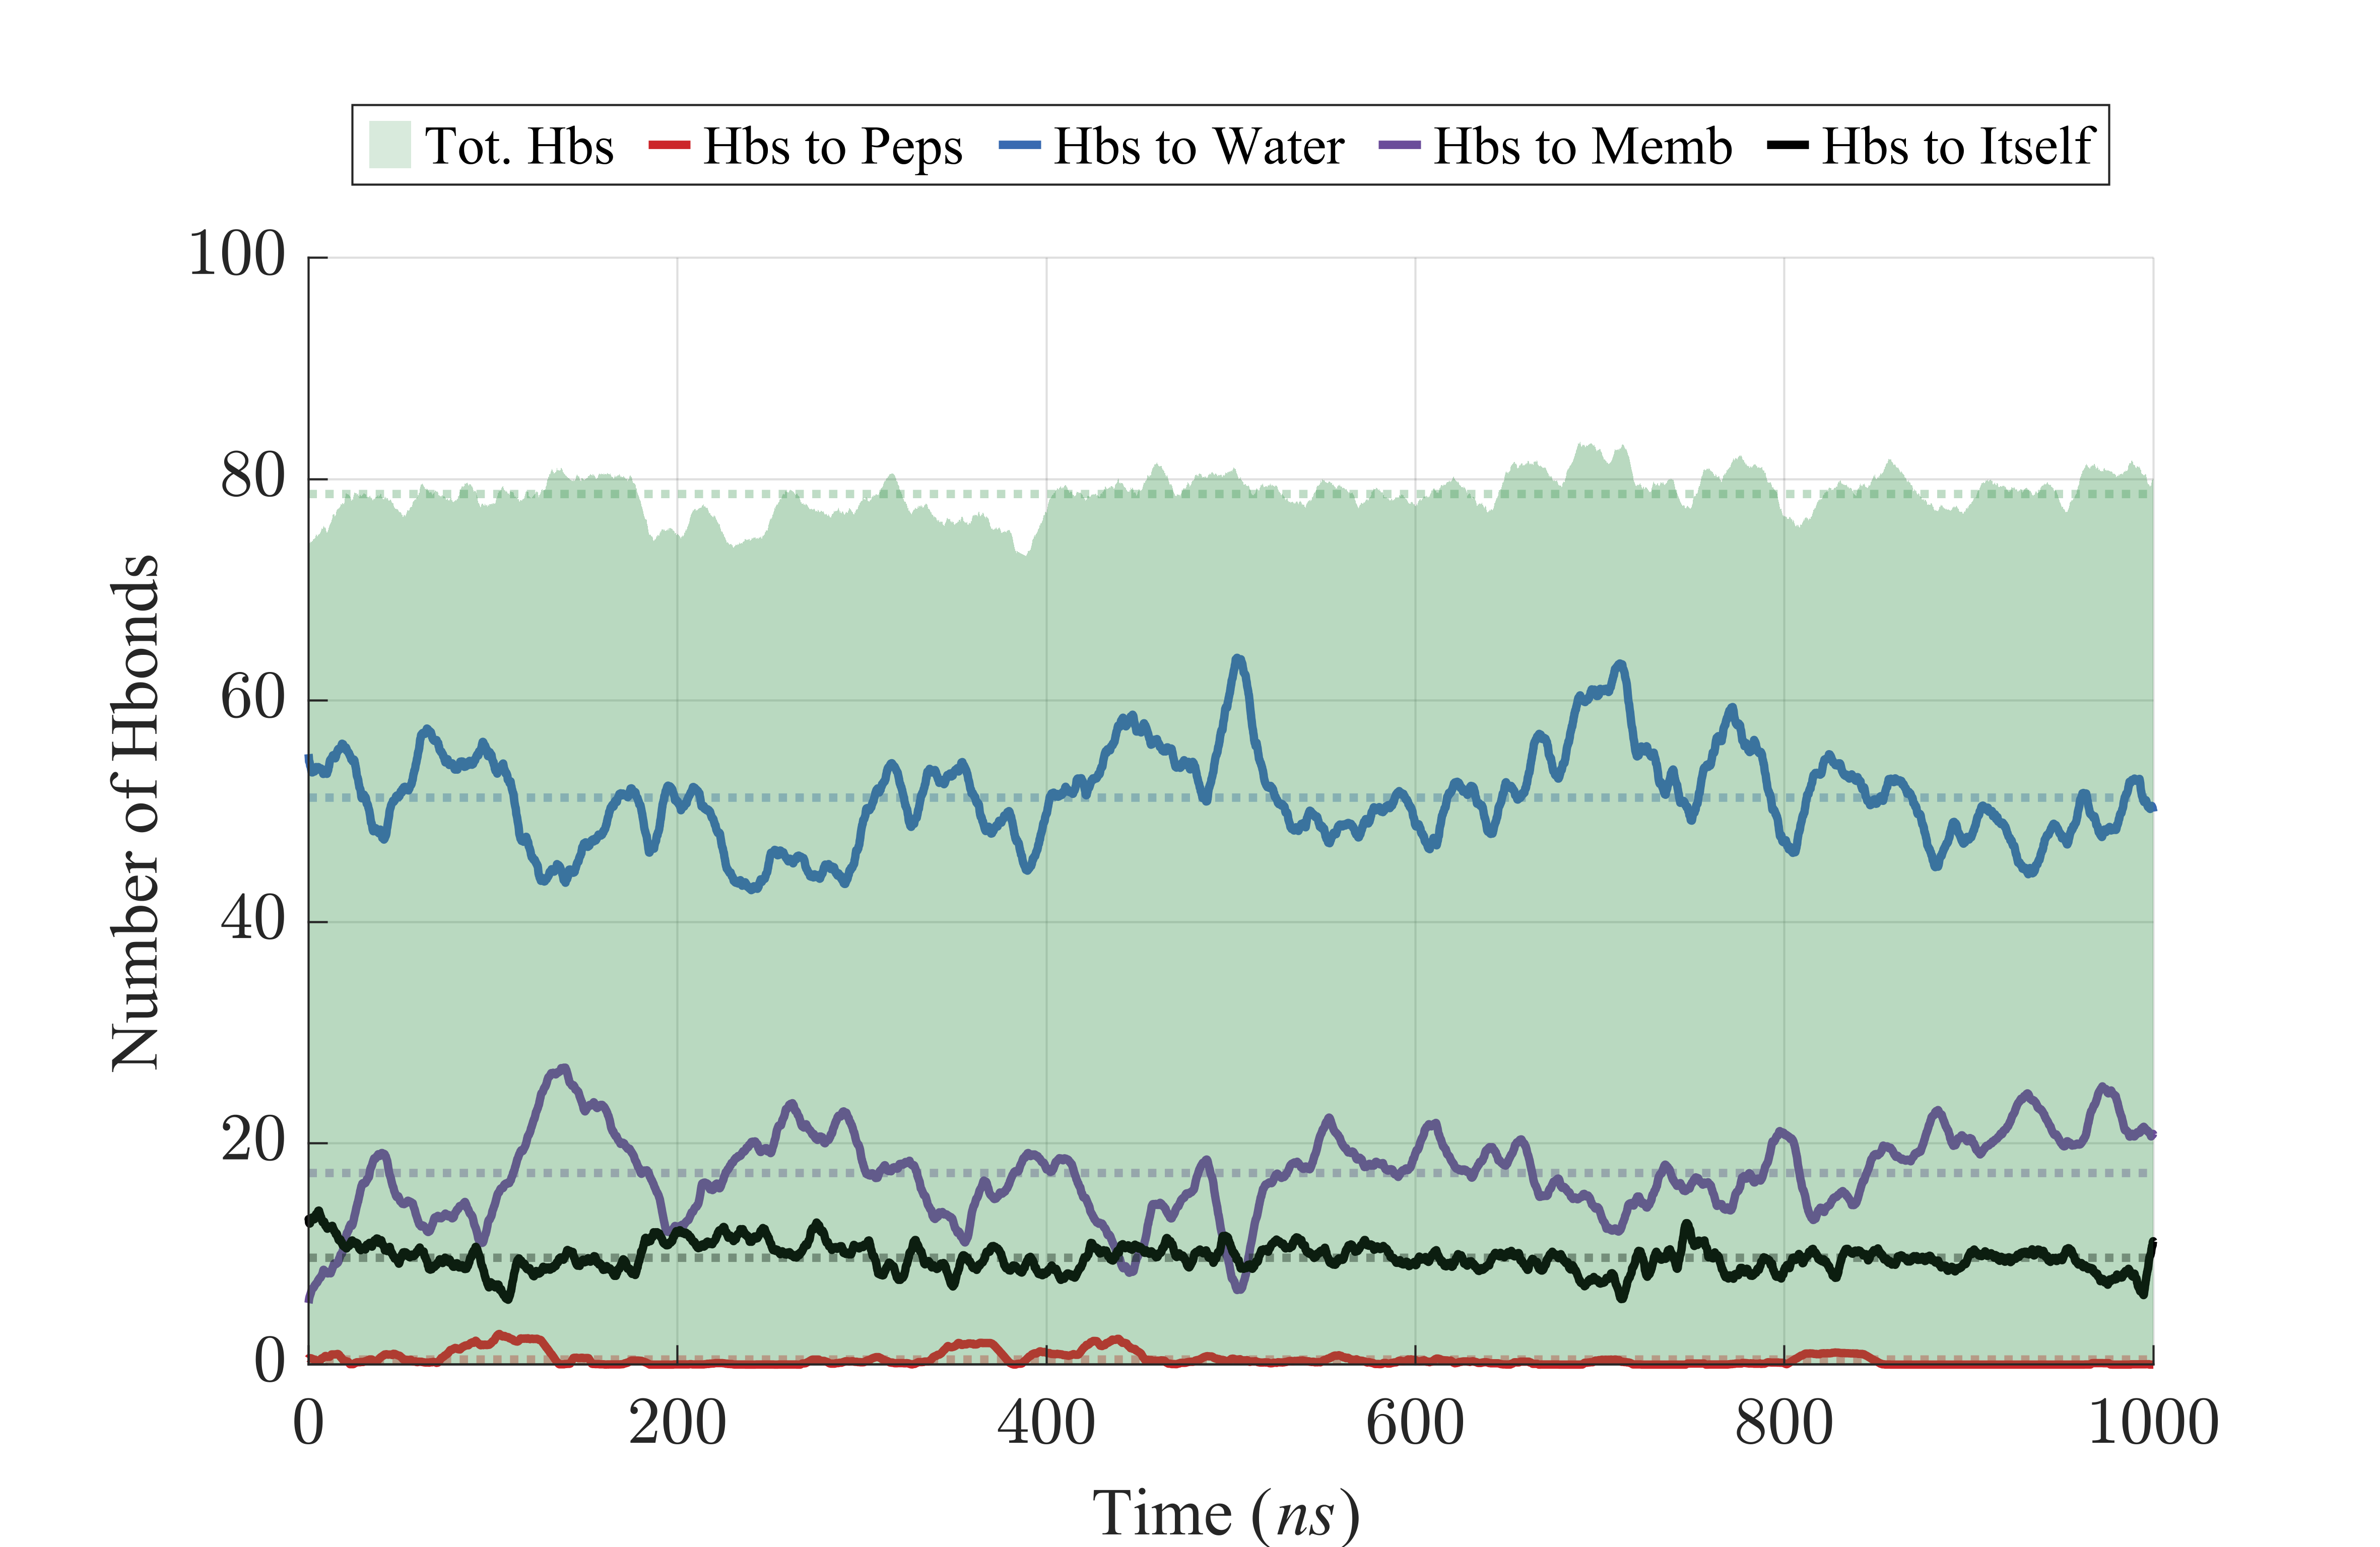 Tot. Hbs Hbs to Peps Hbs to Water Hbs to Memb Hbs to Itself
100
80
60
40
20
0
Number of Hbonds
0 200 400 600 800 1000
Time (ns)